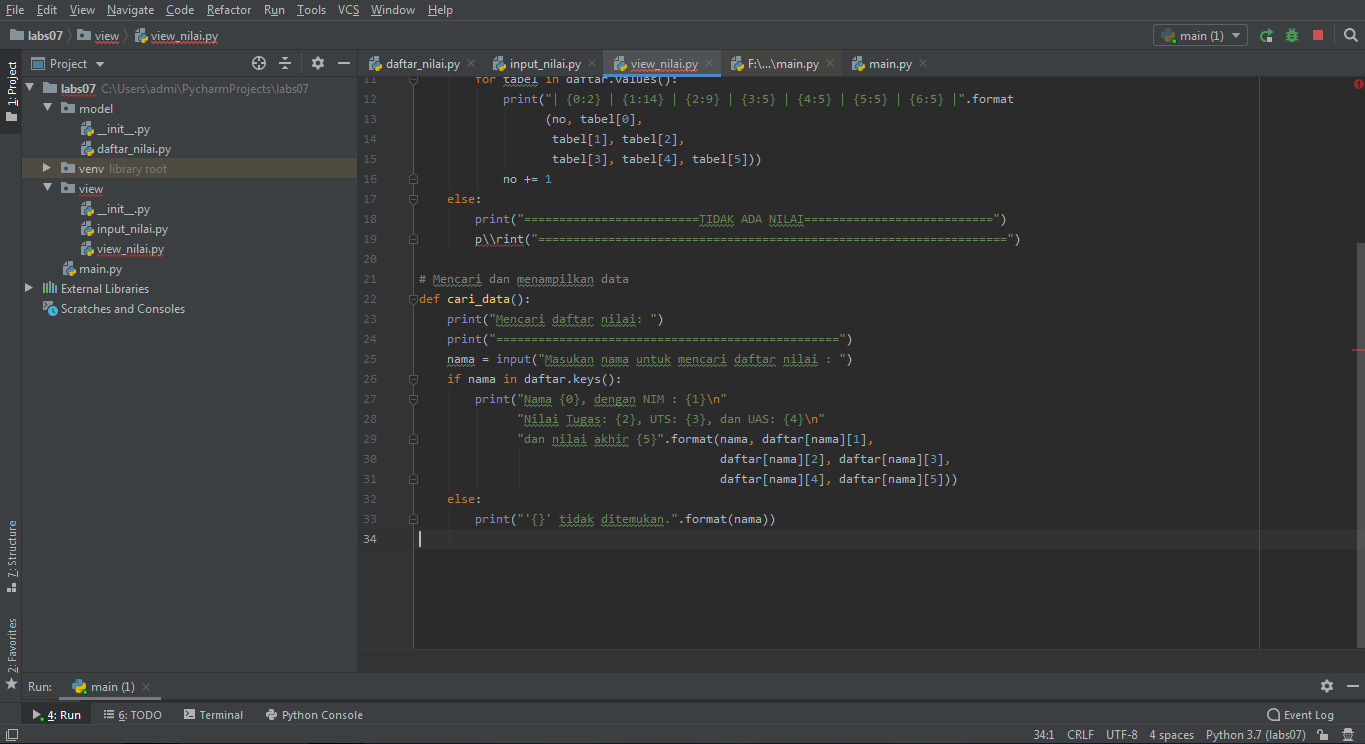 File Edit View Navigate Code Refactor Run Tools VCS Window Help
labs07 view view_nilai.py main (1)
1: Project
Project
daftar_nilai.py input_nilai.py view_nilai.py F:\...\main.py main.py
labs07 C:\Users\admi\PycharmProjects\labs07
model
__init__.py
daftar_nilai.py
venv library root
view
__init__.py
input_nilai.py
view_nilai.py
main.py
External Libraries
Scratches and Consoles
11 for tabel in daftar.values():
12 print("| {0:2} | {1:14} | {2:9} | {3:5} | {4:5} | {5:5} | {6:5} |".format
13 (no, tabel[0],
14 tabel[1], tabel[2],
15 tabel[3], tabel[4], tabel[5]))
16 no += 1
17 else:
18 print("=========================TIDAK ADA NILAI===========================")
19 p\\rint("===================================================================")
20
21 # Mencari dan menampilkan data
22 def cari_data():
23 print("Mencari daftar nilai: ")
24 print("=================================================")
25 nama = input("Masukan nama untuk mencari daftar nilai : ")
26 if nama in daftar.keys():
27 print("Nama {0}, dengan NIM : {1}\n"
28 "Nilai Tugas: {2}, UTS: {3}, dan UAS: {4}\n"
29 "dan nilai akhir {5}".format(nama, daftar[nama][1],
30 daftar[nama][2], daftar[nama][3],
31 daftar[nama][4], daftar[nama][5]))
32 else:
33 print("'{}' tidak ditemukan.".format(nama))
34
7: Structure
2: Favorites
Run: main (1)
4: Run 6: TODO Terminal Python Console Event Log
34:1 CRLF UTF-8 4 spaces Python 3.7 (labs07)